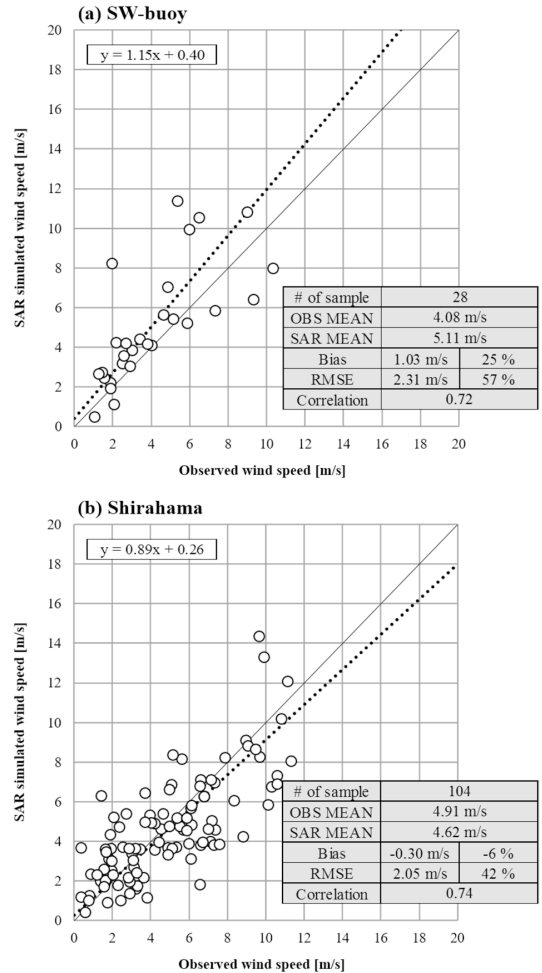 (a) SW-buoy
20
18
16
14
12
10
8
6
4
2
0
y = 1.15x + 0.40
SAR simulated wind speed [m/s]
# of sample 28
OBS MEAN 4.08 m/s
SAR MEAN 5.11 m/s
Bias 1.03 m/s 25 %
RMSE 2.31 m/s 57 %
Correlation 0.72
0 2 4 6 8 10 12 14 16 18 20
Observed wind speed [m/s]
(b) Shirahama
20
18
16
14
12
10
8
6
4
2
0
y = 0.89x + 0.26
SAR simulated wind speed [m/s]
# of sample 104
OBS MEAN 4.91 m/s
SAR MEAN 4.62 m/s
Bias -0.30 m/s -6 %
RMSE 2.05 m/s 42 %
Correlation 0.74
0 2 4 6 8 10 12 14 16 18 20
Observed wind speed [m/s]